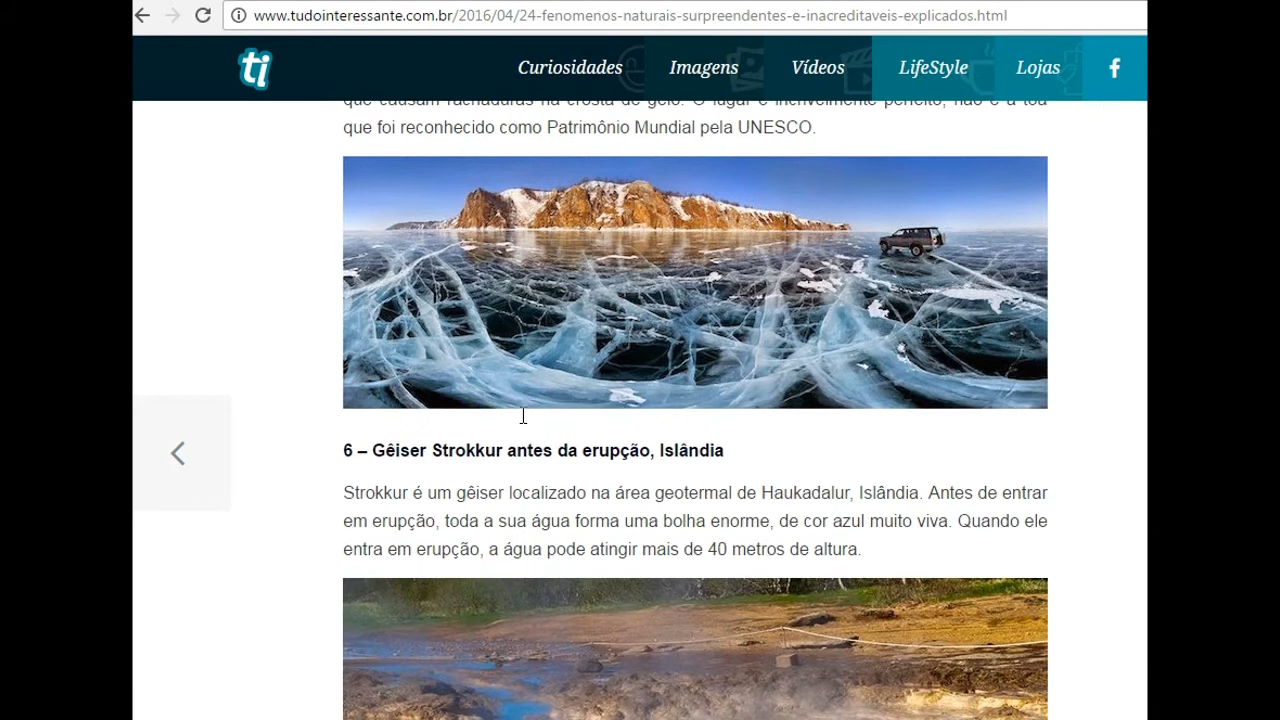 www.tudointeressante.com.br/2016/04/24-fenomenos-naturais-surpreendentes-e-inacreditaveis-explicados.html
ti Curiosidades Imagens Vídeos LifeStyle Lojas f
que causam rachaduras na crosta de gelo. O lugar é incrivelmente perfeito, não é à toa
que foi reconhecido como Patrimônio Mundial pela UNESCO.
6 – Gêiser Strokkur antes da erupção, Islândia
Strokkur é um gêiser localizado na área geotermal de Haukadalur, Islândia. Antes de entrar
em erupção, toda a sua água forma uma bolha enorme, de cor azul muito viva. Quando ele
entra em erupção, a água pode atingir mais de 40 metros de altura.